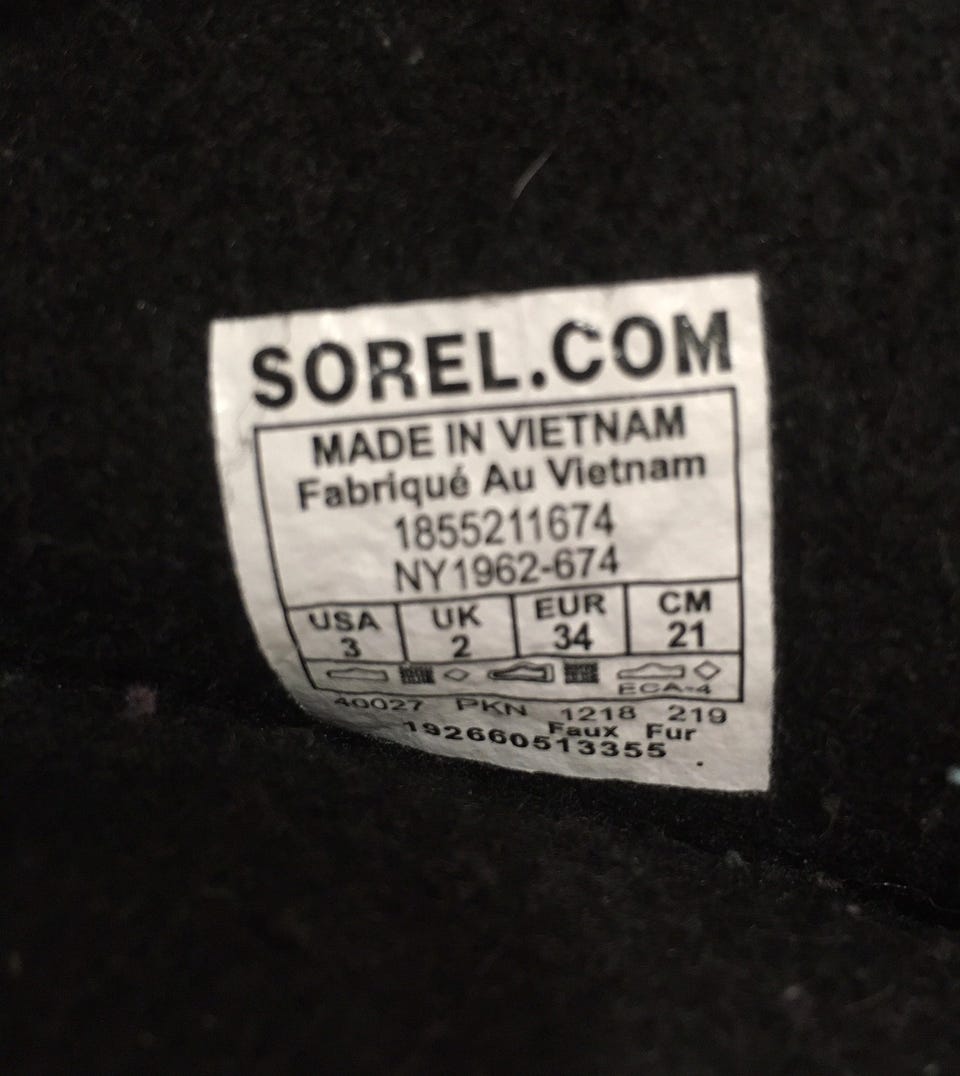 SOREL.COM
MADE IN VIETNAM
Fabriqué Au Vietnam
1855211674
NY1962-674
USA UK EUR CM
3 2 34 21
ECA-4
40027 PKN 1218 219
Faux Fur
192660513355